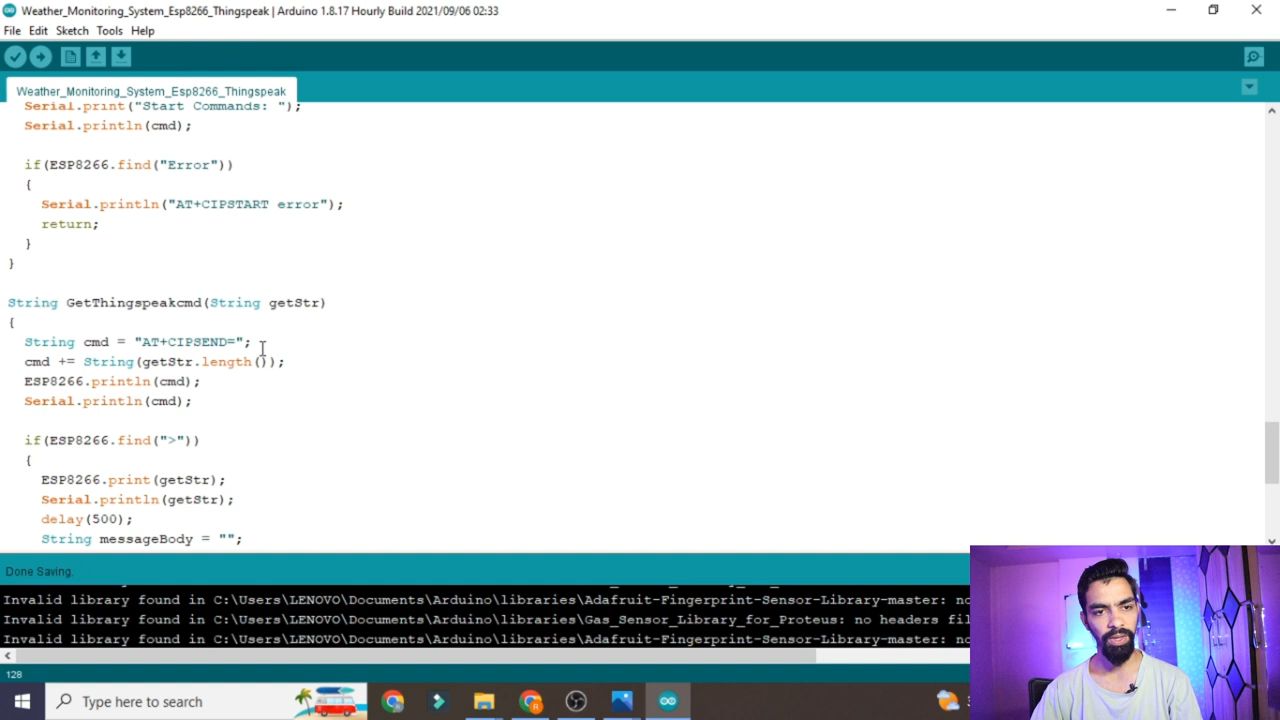 Weather_Monitoring_System_Esp8266_Thingspeak | Arduino 1.8.17 Hourly Build 2021/09/06 02:33
File Edit Sketch Tools Help
Weather_Monitoring_System_Esp8266_Thingspeak
Serial.print("Start Commands: ");
Serial.println(cmd);
if(ESP8266.find("Error"))
{
Serial.println("AT+CIPSTART error");
return;
}
}
String GetThingspeakcmd(String getStr)
{
String cmd = "AT+CIPSEND=";
cmd += String(getStr.length());
ESP8266.println(cmd);
Serial.println(cmd);
if(ESP8266.find(">"))
{
ESP8266.print(getStr);
Serial.println(getStr);
delay(500);
String messageBody = "";
Done Saving.
Invalid library found in C:\Users\LENOVO\Documents\Arduino\libraries\Adafruit-Fingerprint-Sensor-Library-master: no
Invalid library found in C:\Users\LENOVO\Documents\Arduino\libraries\Gas_Sensor_Library_for_Proteus: no headers fil
Invalid library found in C:\Users\LENOVO\Documents\Arduino\libraries\Adafruit-Fingerprint-Sensor-Library-master: no
128
Type here to search